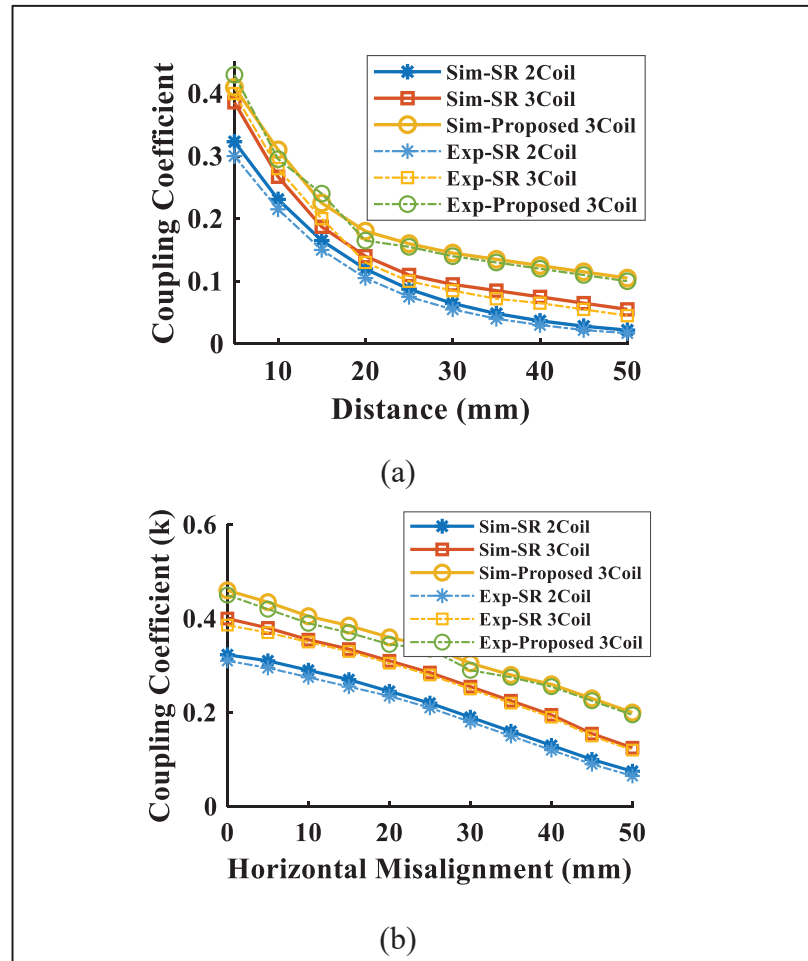 Coupling Coefficient
0.4
0.3
0.2
0.1
0
Sim-SR 2Coil
Sim-SR 3Coil
Sim-Proposed 3Coil
Exp-SR 2Coil
Exp-SR 3Coil
Exp-Proposed 3Coil
10 20 30 40 50
Distance (mm)
(a)
Coupling Coefficient (k)
0.6
0.4
0.2
0
Sim-SR 2Coil
Sim-SR 3Coil
Sim-Proposed 3Coil
Exp-SR 2Coil
Exp-SR 3Coil
Exp-Proposed 3Coil
0 10 20 30 40 50
Horizontal Misalignment (mm)
(b)